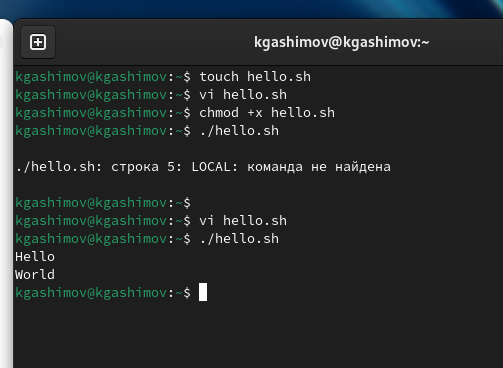 kgashimov@kgashimov:~
kgashimov@kgashimov:~$ touch hello.sh
kgashimov@kgashimov:~$ vi hello.sh
kgashimov@kgashimov:~$ chmod +x hello.sh
kgashimov@kgashimov:~$ ./hello.sh
./hello.sh: строка 5: LOCAL: команда не найдена
kgashimov@kgashimov:~$
kgashimov@kgashimov:~$ vi hello.sh
kgashimov@kgashimov:~$ ./hello.sh
Hello
World
kgashimov@kgashimov:~$